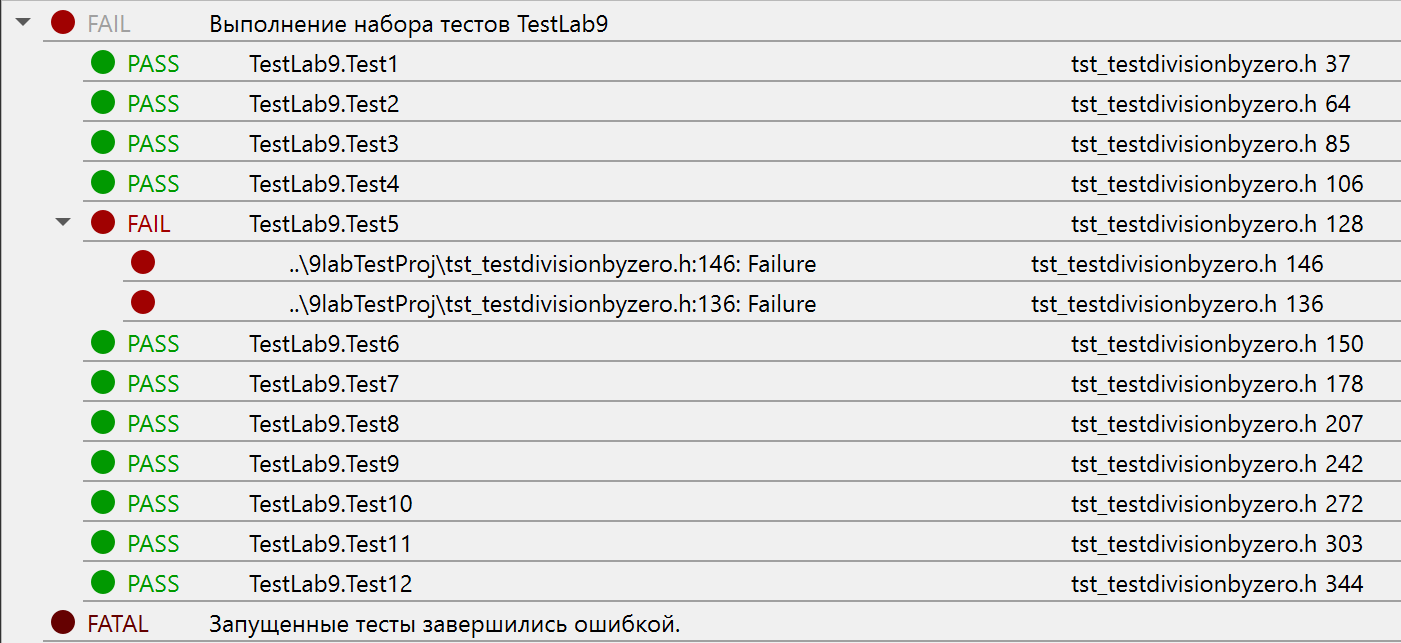 FAIL Выполнение набора тестов TestLab9
PASS TestLab9.Test1 tst_testdivisionbyzero.h 37
PASS TestLab9.Test2 tst_testdivisionbyzero.h 64
PASS TestLab9.Test3 tst_testdivisionbyzero.h 85
PASS TestLab9.Test4 tst_testdivisionbyzero.h 106
FAIL TestLab9.Test5 tst_testdivisionbyzero.h 128
..\9labTestProj\tst_testdivisionbyzero.h:146: Failure tst_testdivisionbyzero.h 146
..\9labTestProj\tst_testdivisionbyzero.h:136: Failure tst_testdivisionbyzero.h 136
PASS TestLab9.Test6 tst_testdivisionbyzero.h 150
PASS TestLab9.Test7 tst_testdivisionbyzero.h 178
PASS TestLab9.Test8 tst_testdivisionbyzero.h 207
PASS TestLab9.Test9 tst_testdivisionbyzero.h 242
PASS TestLab9.Test10 tst_testdivisionbyzero.h 272
PASS TestLab9.Test11 tst_testdivisionbyzero.h 303
PASS TestLab9.Test12 tst_testdivisionbyzero.h 344
FATAL Запущенные тесты завершились ошибкой.